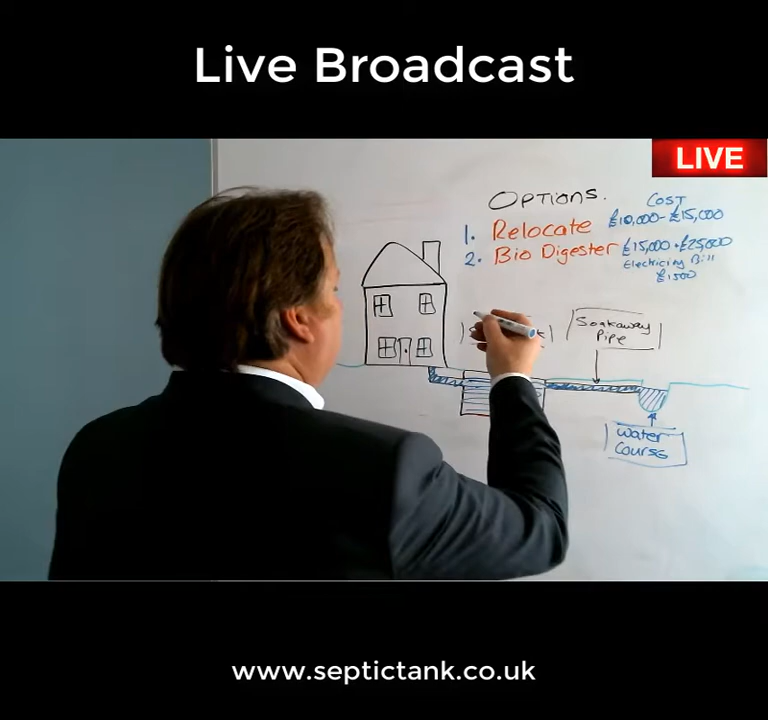 Live Broadcast
LIVE
OPTIONS.
COST
1. Relocate £10,000-£15,000
2. Bio Digester £15,000-£25,000
Electricity Bill
£1500
Soakaway
Pipe
Water
Course
www.septictank.co.uk